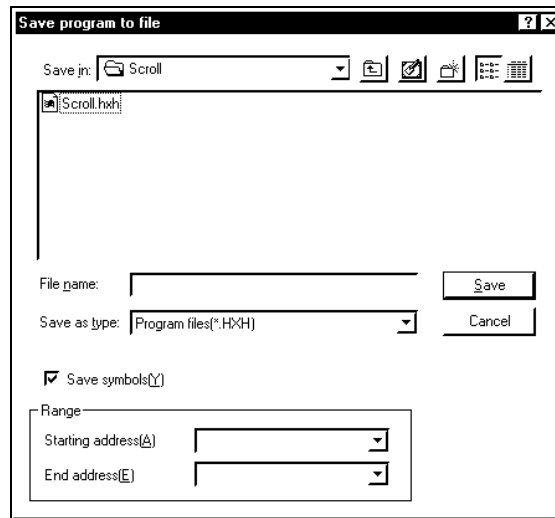 Save program to file
Save in: Scroll
Scroll.hxh
File name:
Save
Save as type: Program files(*.HXH)
Cancel
Save symbols(Y)
Range
Starting address(A)
End address(E)